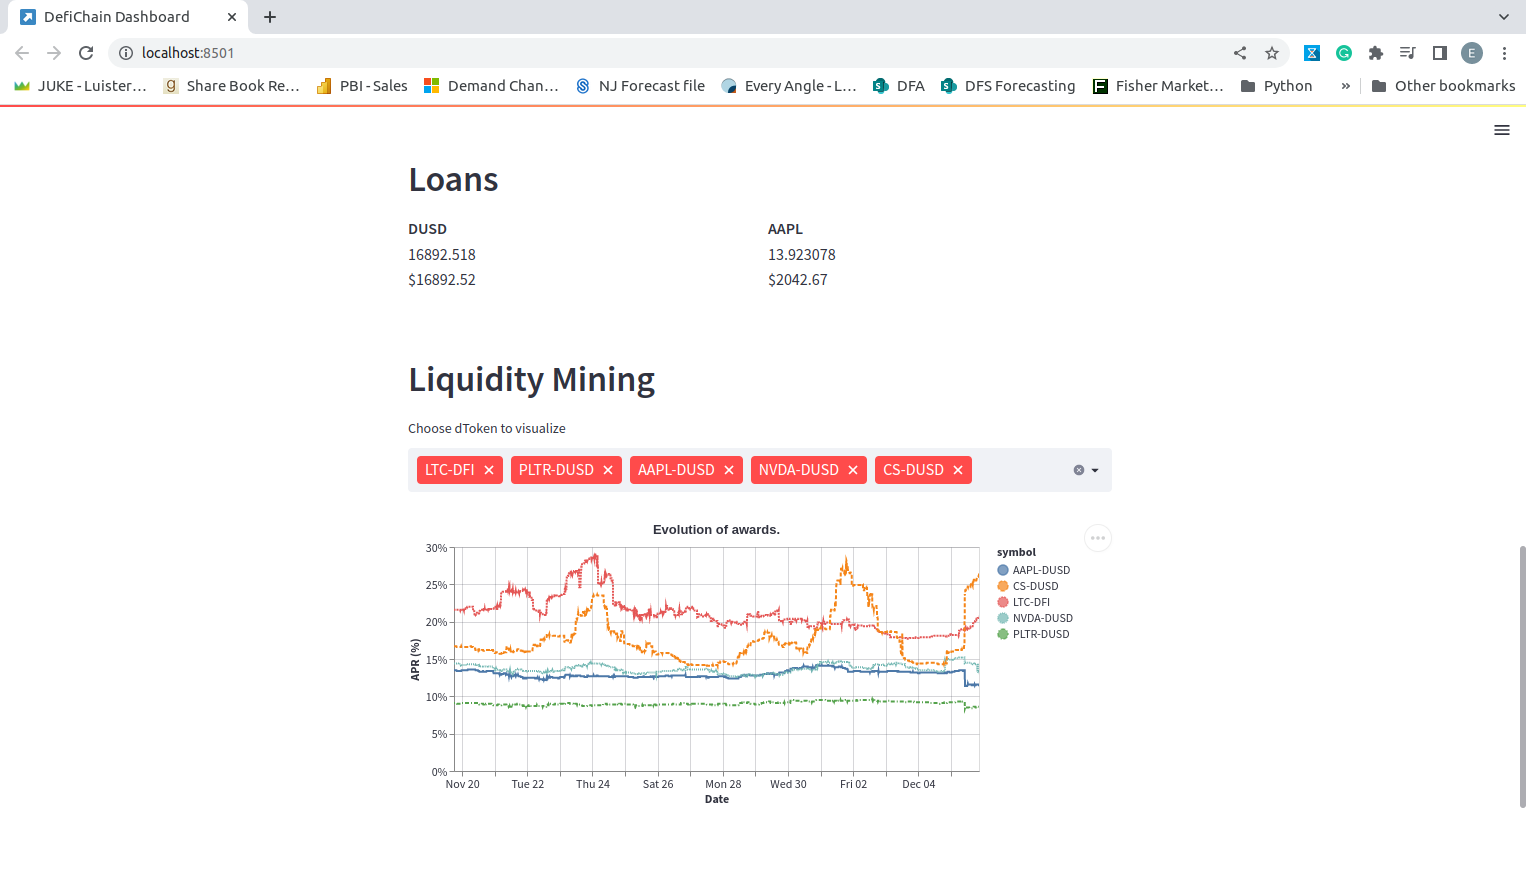 DefiChain Dashboard
localhost:8501
E
JUKE - Luister... Share Book Re... PBI - Sales Demand Chan... NJ Forecast file Every Angle - L... DFA DFS Forecasting Fisher Market... Python » Other bookmarks
Loans
DUSD AAPL
16892.518 13.923078
$16892.52 $2042.67
Liquidity Mining
Choose dToken to visualize
LTC-DFI PLTR-DUSD AAPL-DUSD NVDA-DUSD CS-DUSD
Evolution of awards.
symbol
AAPL-DUSD
CS-DUSD
LTC-DFI
NVDA-DUSD
PLTR-DUSD
APR (%)
30%
25%
20%
15%
10%
5%
0%
Nov 20 Tue 22 Thu 24 Sat 26 Mon 28 Wed 30 Fri 02 Dec 04
Date